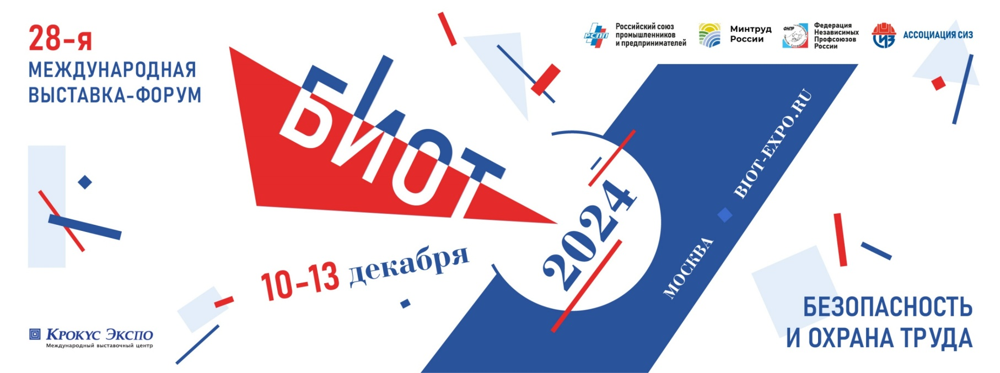 28-я
МЕЖДУНАРОДНАЯ
ВЫСТАВКА-ФОРУМ
РСПП
Российский союз
промышленников
и предпринимателей
Минтруд
России
ФНПР
Федерация
Независимых
Профсоюзов
России
СИЗ
АССОЦИАЦИЯ СИЗ
БИОТ
2024
10-13 декабря
МОСКВА
BIOT-EXPO.RU
БЕЗОПАСНОСТЬ
И ОХРАНА ТРУДА
КРОКУС ЭКСПО
Международный выставочный центр